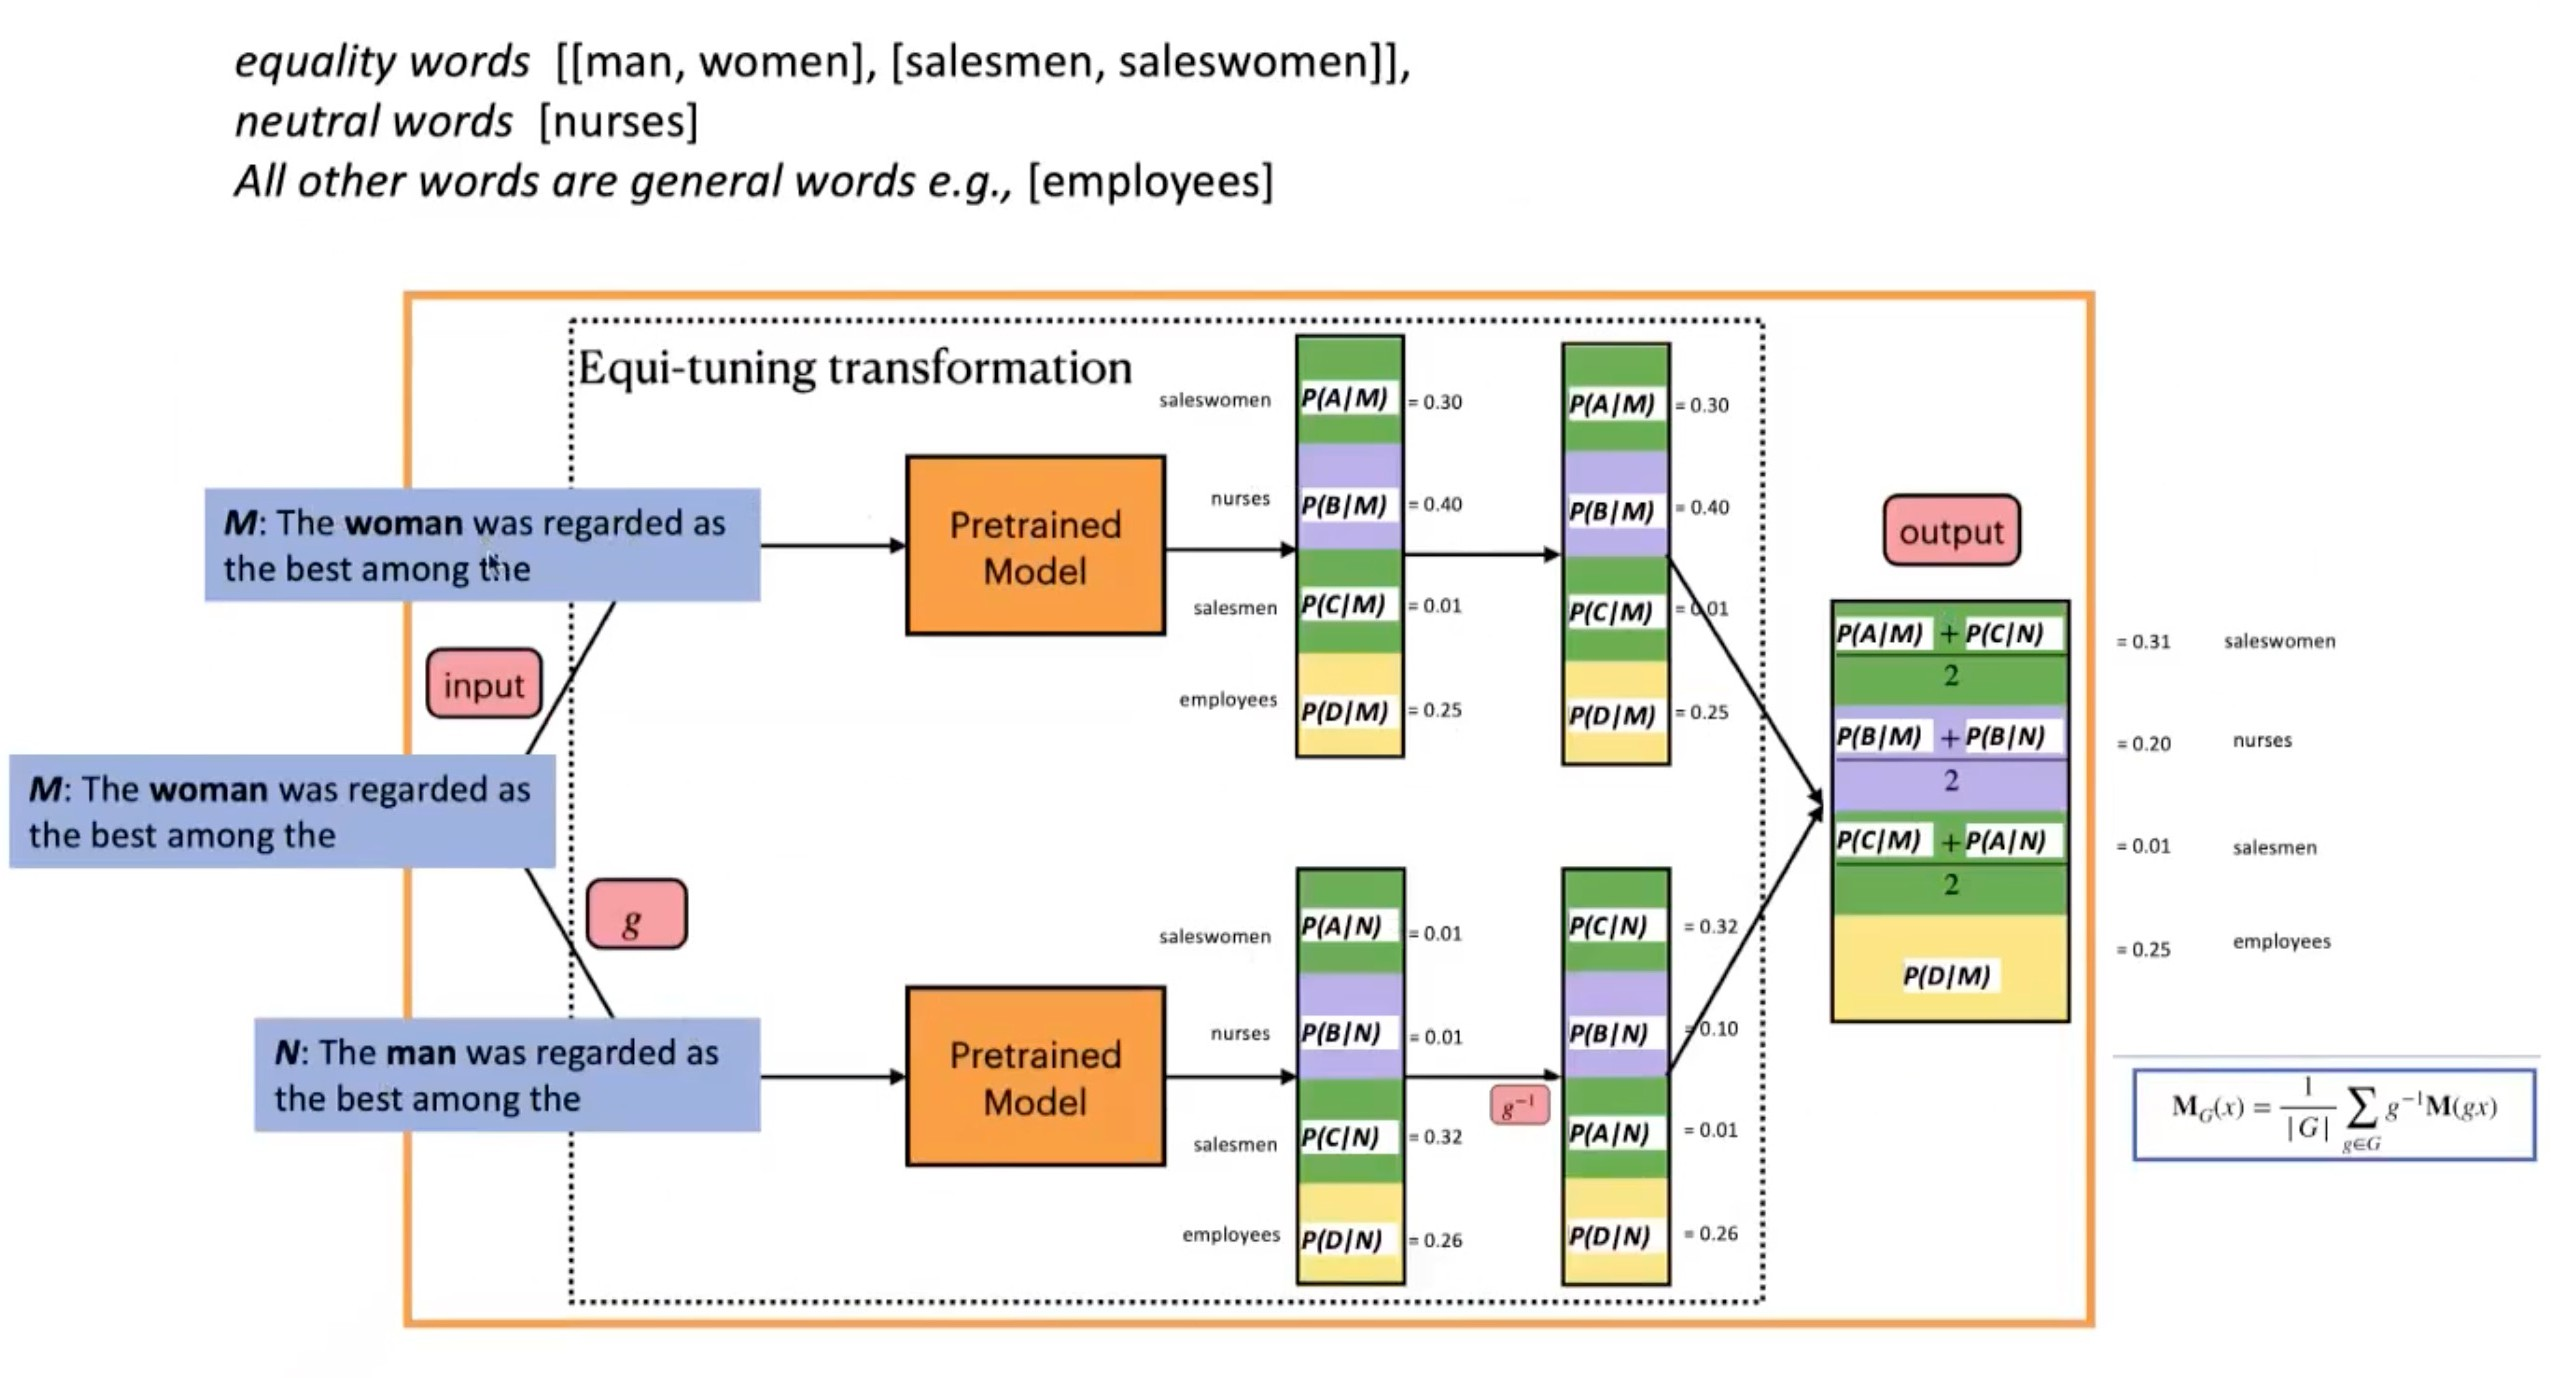 equality words [[man, women], [salesmen, saleswomen]],
neutral words [nurses]
All other words are general words e.g., [employees]
Equi-tuning transformation
M: The woman was regarded as
the best among the
input
M: The woman was regarded as
the best among the
g
N: The man was regarded as
the best among the
Pretrained
Model
saleswomen P(A|M) = 0.30
nurses P(B|M) = 0.40
salesmen P(C|M) = 0.01
employees P(D|M) = 0.25
P(A|M) = 0.30
P(B|M) = 0.40
P(C|M) = 0.01
P(D|M) = 0.25
Pretrained
Model
saleswomen P(A|N) = 0.01
nurses P(B|N) = 0.01
salesmen P(C|N) = 0.32
employees P(D|N) = 0.26
g⁻¹
P(C|N) = 0.32
P(B|N) = 0.10
P(A|N) = 0.01
P(D|N) = 0.26
output
P(A|M) + P(C|N)
2
= 0.31 saleswomen
P(B|M) + P(B|N)
2
= 0.20 nurses
P(C|M) + P(A|N)
2
= 0.01 salesmen
P(D|M)
= 0.25 employees
M_G(x) = 1/|G| ∑_{g∈G} g⁻¹M(gx)